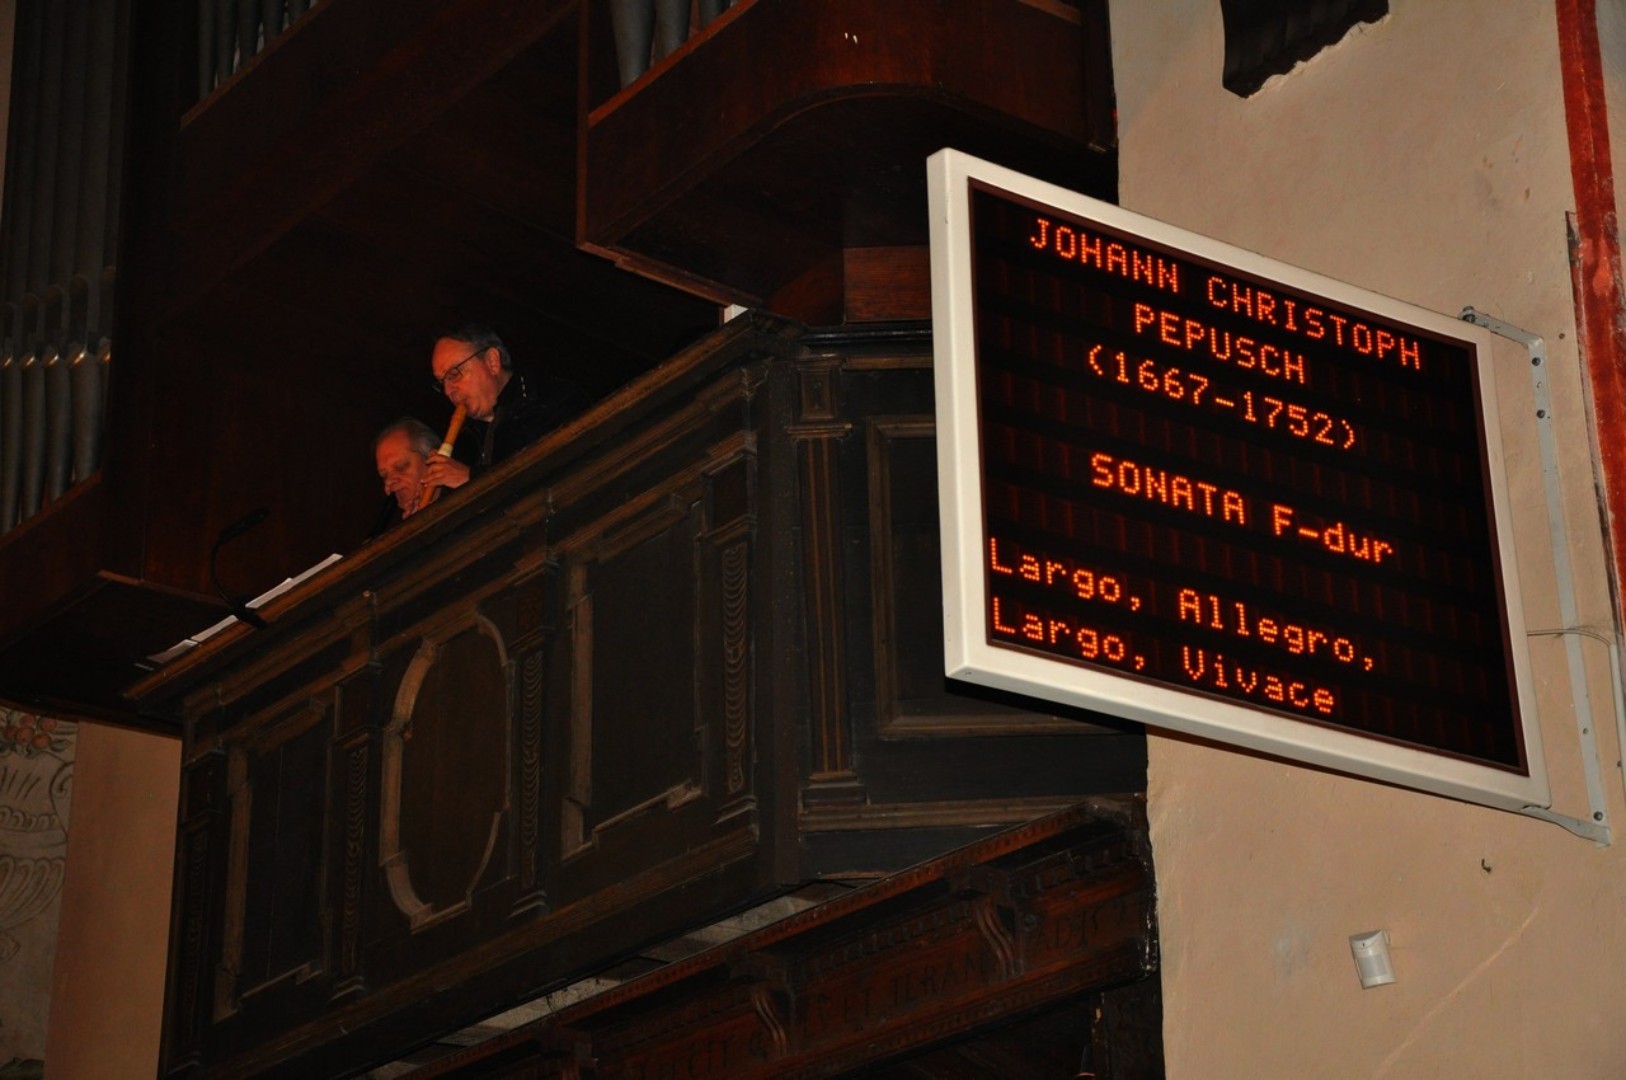 JOHANN CHRISTOPH
PEPUSCH
(1667-1752)
SONATA F-dur
Largo, Allegro,
Largo, Vivace